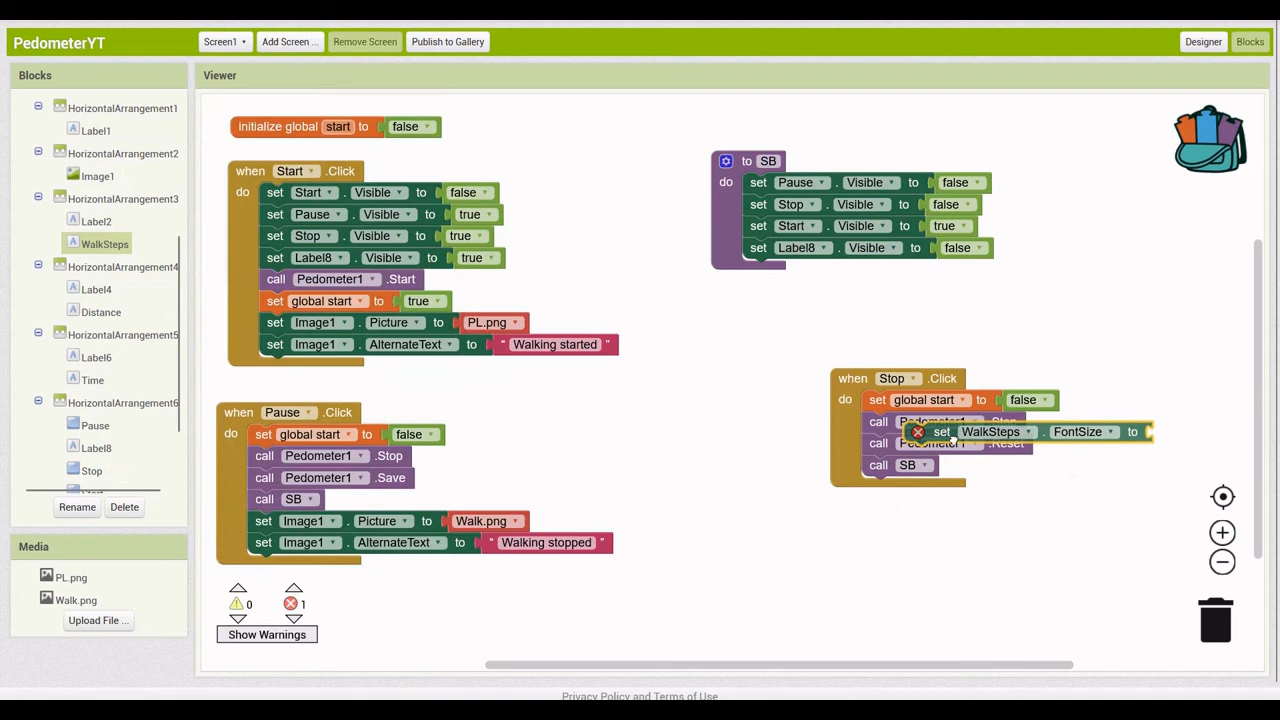 PedometerYT
Screen1
Add Screen ...
Remove Screen
Publish to Gallery
Designer
Blocks
Blocks
Viewer
HorizontalArrangement1
Label1
HorizontalArrangement2
Image1
HorizontalArrangement3
Label2
WalkSteps
HorizontalArrangement4
Label4
Distance
HorizontalArrangement5
Label6
Time
HorizontalArrangement6
Pause
Label8
Stop
Rename
Delete
Media
PL.png
Walk.png
Upload File ...
initialize global start to false
when Start .Click
do set Start . Visible to false
set Pause . Visible to true
set Stop . Visible to true
set Label8 . Visible to true
call Pedometer1 .Start
set global start to true
set Image1 . Picture to PL.png
set Image1 . AlternateText to " Walking started "
when Pause .Click
do set global start to false
call Pedometer1 .Stop
call Pedometer1 .Save
call SB
set Image1 . Picture to Walk.png
set Image1 . AlternateText to " Walking stopped "
to SB
do set Pause . Visible to false
set Stop . Visible to false
set Start . Visible to true
set Label8 . Visible to false
when Stop .Click
do set global start to false
call Pedometer1 .Stop
set WalkSteps . FontSize to
call Pedometer1 .Reset
call SB
0 1
Show Warnings
Privacy Policy and Terms of Use